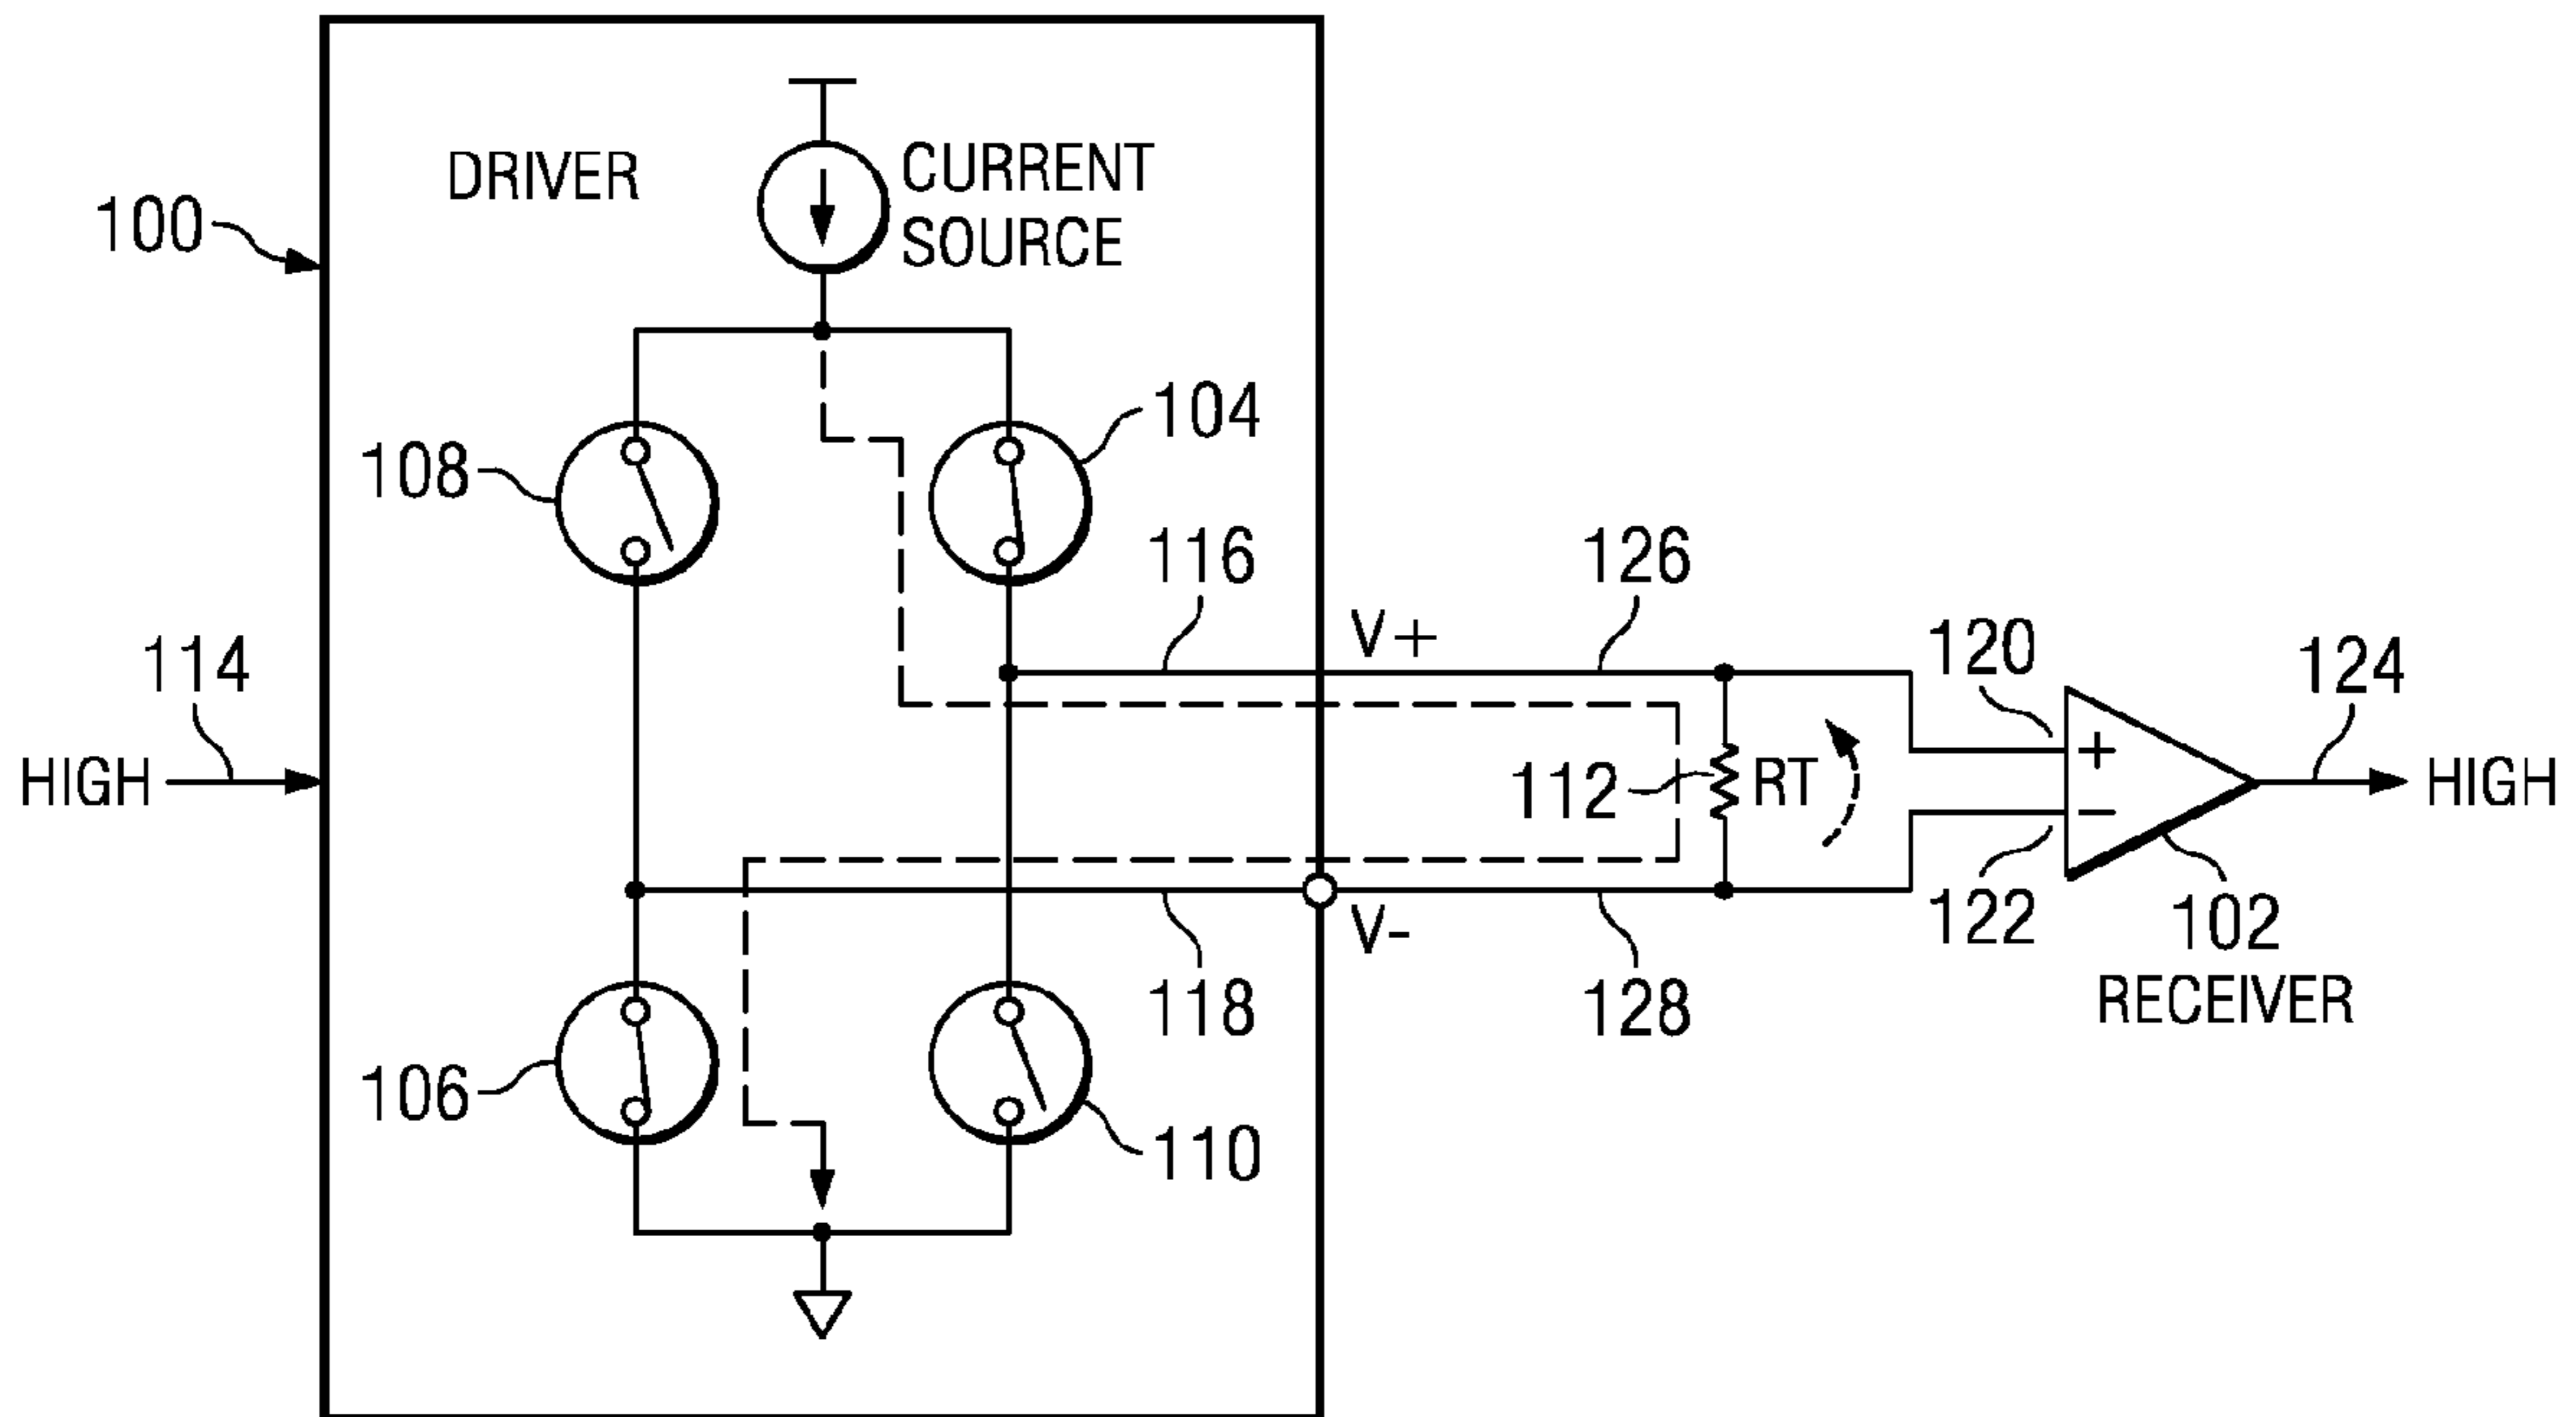 DRIVER
CURRENT
SOURCE
100
108
104
116
126
V+
114
HIGH
120
124
112
RT
+
−
HIGH
122
102
RECEIVER
V-
118
128
106
110